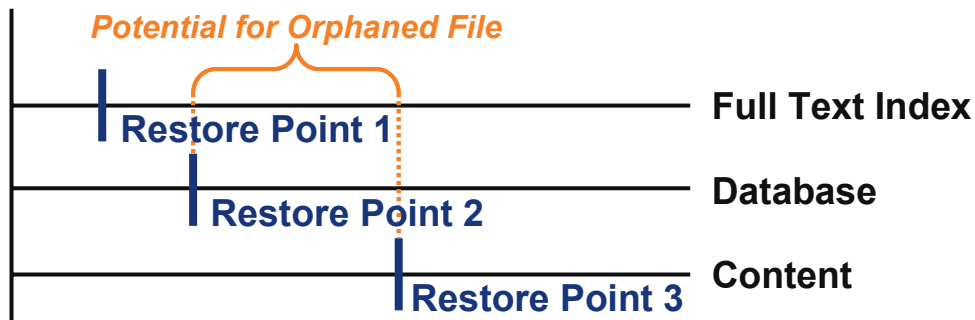 Potential for Orphaned File
Full Text Index
Restore Point 1
Database
Restore Point 2
Content
Restore Point 3